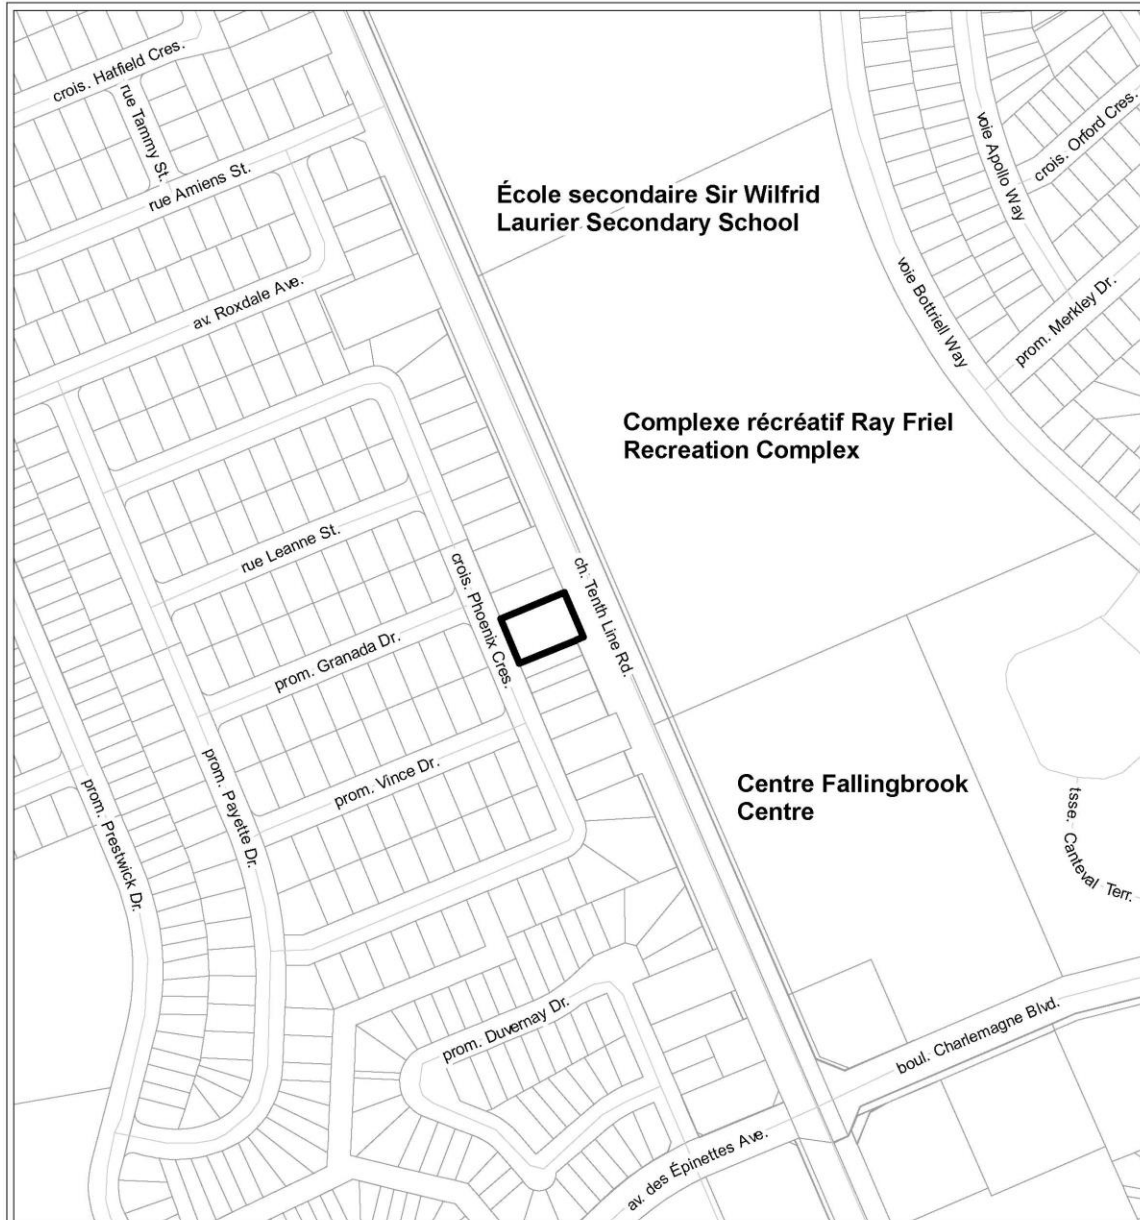 crois. Hatfield Cres.
rue Tammy St.
rue Amiens St.
av. Roxdale Ave.
École secondaire Sir Wilfrid
Laurier Secondary School
voie Apollo Way
crois. Orford Cres.
voie Bottriell Way
prom. Merkley Dr.
Complexe récréatif Ray Friel
Recreation Complex
rue Leanne St.
crois. Phoenix Cres.
ch. Tenth Line Rd.
prom. Granada Dr.
prom. Vince Dr.
prom. Payette Dr.
prom. Prestwick Dr.
Centre Fallingbrook
Centre
tsse. Canteval Terr.
prom. Duvernay Dr.
boul. Charlemagne Blvd.
av. des Épinettes Ave.